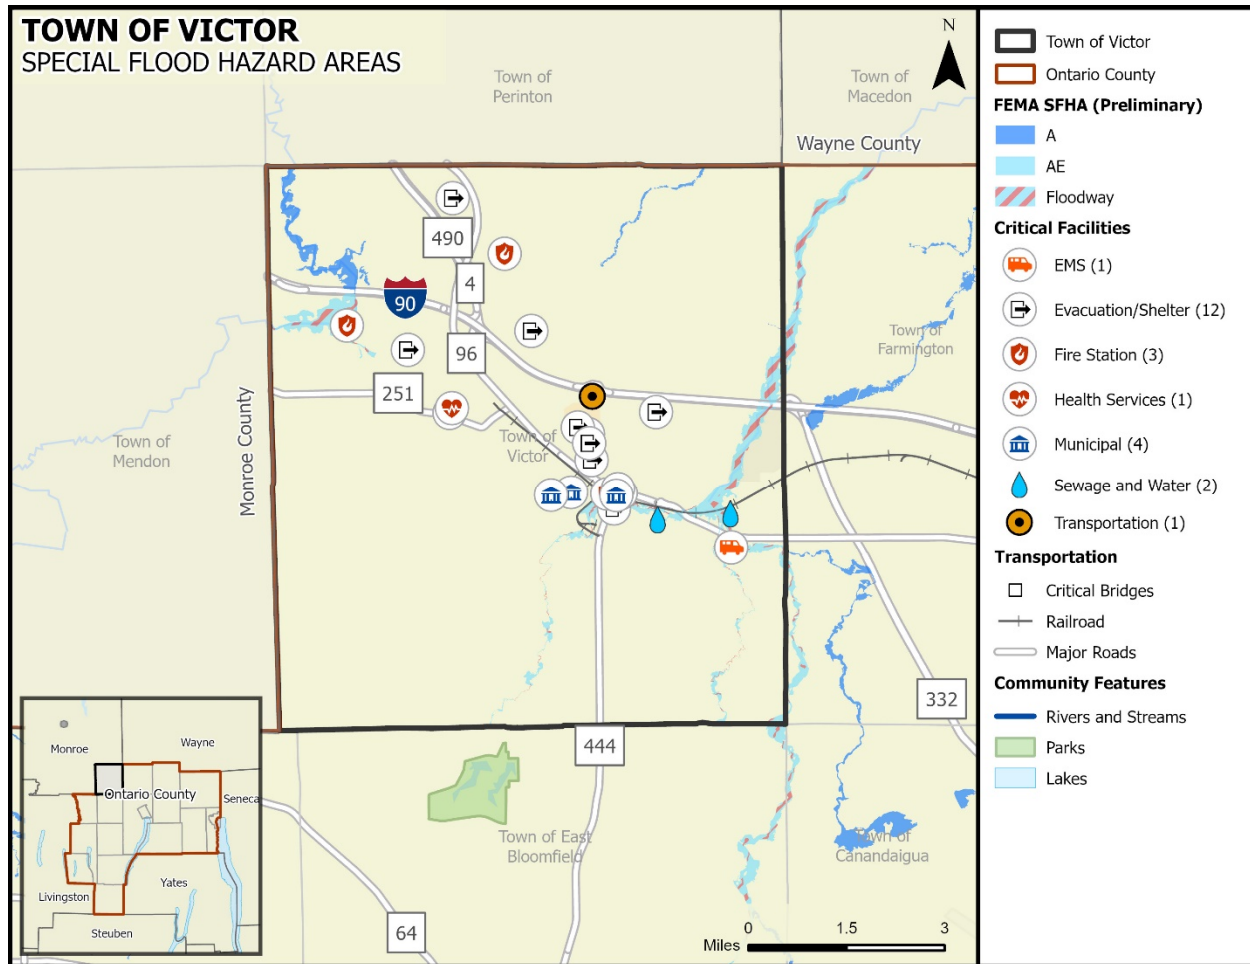 TOWN OF VICTOR
SPECIAL FLOOD HAZARD AREAS
N
Town of
Perinton
Town of
Macedon
Wayne County
490
4
90
96
251
Town of
Farmington
Monroe County
Town of
Mendon
Town of
Victor
332
444
Town of East
Bloomfield
Town of
Canandaigua
64
Monroe
Wayne
Ontario County
Seneca
Yates
Livingston
Steuben
0
1.5
3
Miles
Town of Victor
Ontario County
FEMA SFHA (Preliminary)
A
AE
Floodway
Critical Facilities
EMS (1)
Evacuation/Shelter (12)
Fire Station (3)
Health Services (1)
Municipal (4)
Sewage and Water (2)
Transportation (1)
Transportation
Critical Bridges
Railroad
Major Roads
Community Features
Rivers and Streams
Parks
Lakes